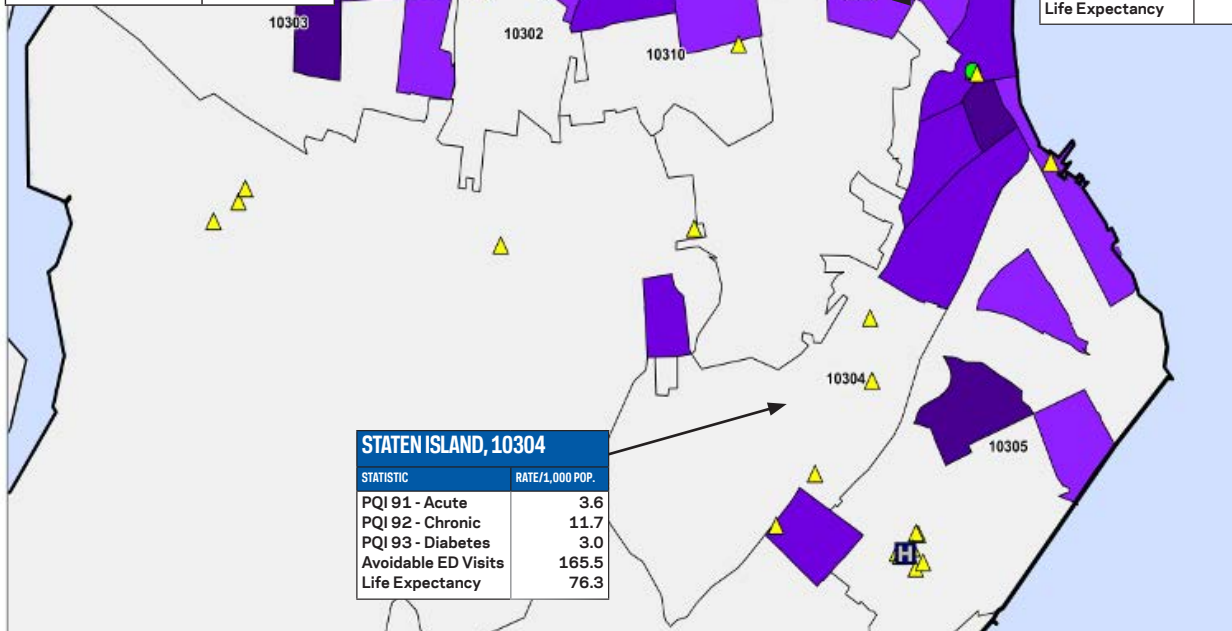 Life Expectancy
10303
10302
10310
10304
10305
STATEN ISLAND, 10304
STATISTIC RATE/1,000 POP.
PQI 91 - Acute 3.6
PQI 92 - Chronic 11.7
PQI 93 - Diabetes 3.0
Avoidable ED Visits 165.5
Life Expectancy 76.3
H